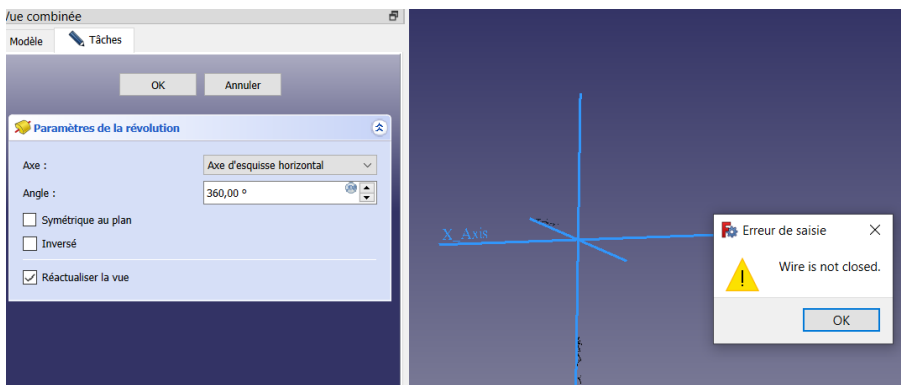 Vue combinée
Modèle
Tâches
OK
Annuler
Paramètres de la révolution
Axe :
Axe d'esquisse horizontal
Angle :
360,00 °
Symétrique au plan
Inversé
Réactualiser la vue
X_Axis
Erreur de saisie
Wire is not closed.
OK